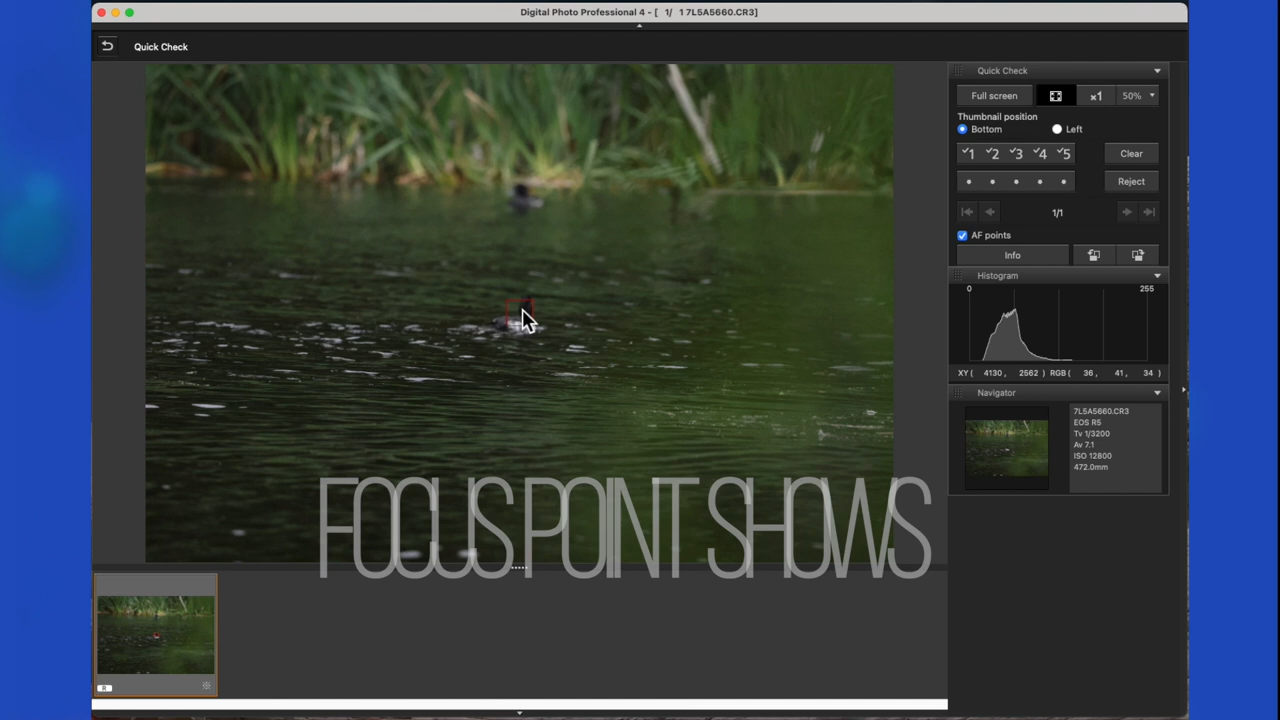 Digital Photo Professional 4 - [ 1/ 1 7L5A5660.CR3]
Quick Check
Quick Check
Full screen
x1
50%
Thumbnail position
Bottom
Left
1 2 3 4 5
Clear
Reject
1/1
AF points
Info
Histogram
0
255
XY( 4130, 2562 ) RGB( 36, 41, 34 )
Navigator
7L5A5660.CR3
EOS R5
Tv 1/3200
Av 7.1
ISO 12800
472.0mm
FOCUS POINT SHOWS
R